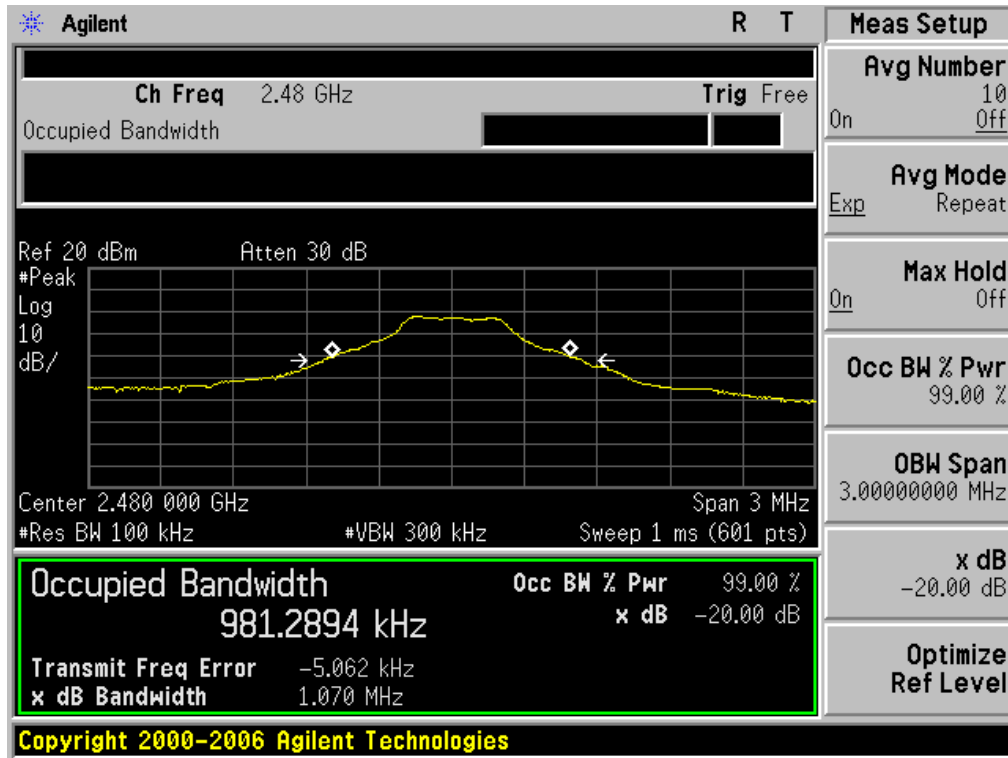 Agilent R T
Ch Freq 2.48 GHz Trig Free
Occupied Bandwidth
Ref 20 dBm Atten 30 dB
#Peak
Log
10
dB/
Center 2.480 000 GHz Span 3 MHz
#Res BW 100 kHz #VBW 300 kHz Sweep 1 ms (601 pts)
Occupied Bandwidth Occ BW % Pwr 99.00 %
981.2894 kHz x dB -20.00 dB
Transmit Freq Error -5.062 kHz
x dB Bandwidth 1.070 MHz
Copyright 2000-2006 Agilent Technologies
Meas Setup
Avg Number
10
On Off
Avg Mode
Exp Repeat
Max Hold
On Off
Occ BW % Pwr
99.00 %
OBW Span
3.00000000 MHz
x dB
-20.00 dB
Optimize
Ref Level